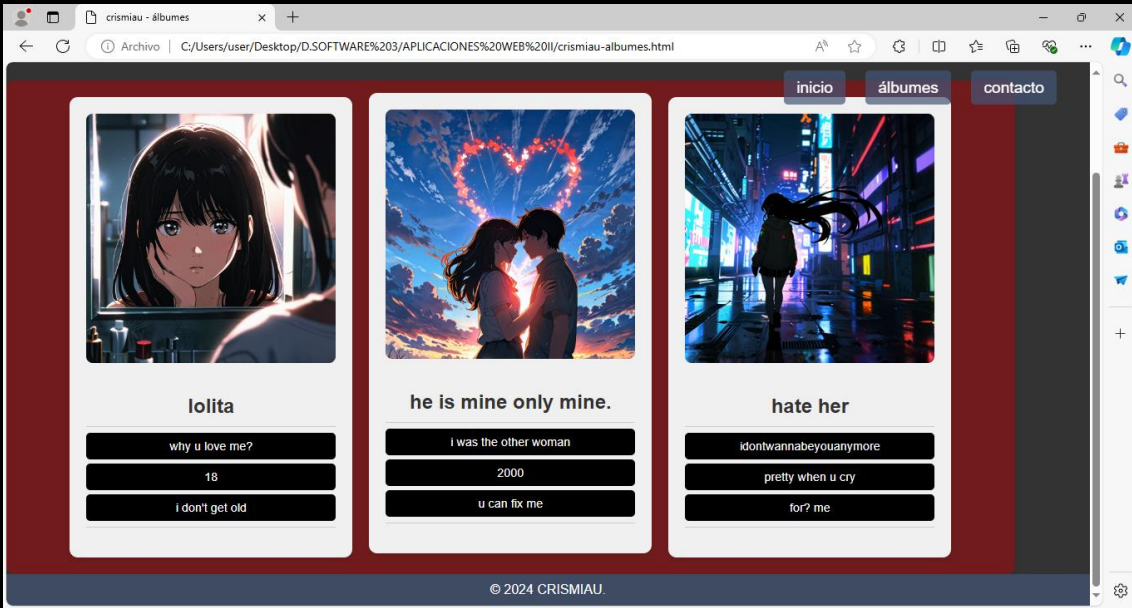 crismiau - álbumes
Archivo
C:/Users/user/Desktop/D.SOFTWARE%203/APLICACIONES%20WEB%20II/crismiau-albumes.html
inicio
álbumes
contacto
lolita
why u love me?
18
i don't get old
he is mine only mine.
i was the other woman
2000
u can fix me
hate her
idontwannabeyouanymore
pretty when u cry
for? me
© 2024 CRISMIAU.